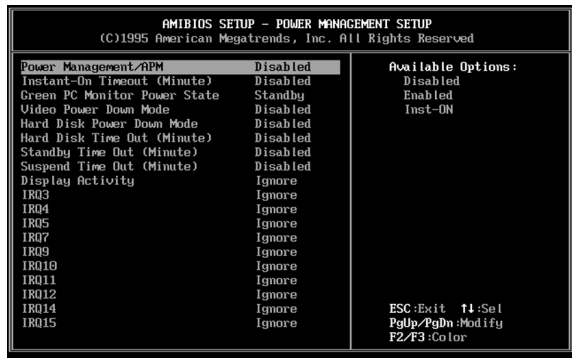 AMIBIOS SETUP - POWER MANAGEMENT SETUP
(C)1995 American Megatrends, Inc. All Rights Reserved
Power Management/APM Disabled
Instant-On Timeout (Minute) Disabled
Green PC Monitor Power State Standby
Video Power Down Mode Disabled
Hard Disk Power Down Mode Disabled
Hard Disk Time Out (Minute) Disabled
Standby Time Out (Minute) Disabled
Suspend Time Out (Minute) Disabled
Display Activity Ignore
IRQ3 Ignore
IRQ4 Ignore
IRQ5 Ignore
IRQ7 Ignore
IRQ9 Ignore
IRQ10 Ignore
IRQ11 Ignore
IRQ12 Ignore
IRQ14 Ignore
IRQ15 Ignore
Available Options:
Disabled
Enabled
Inst-ON
ESC:Exit ↑↓:Sel
PgUp/PgDn:Modify
F2/F3:Color